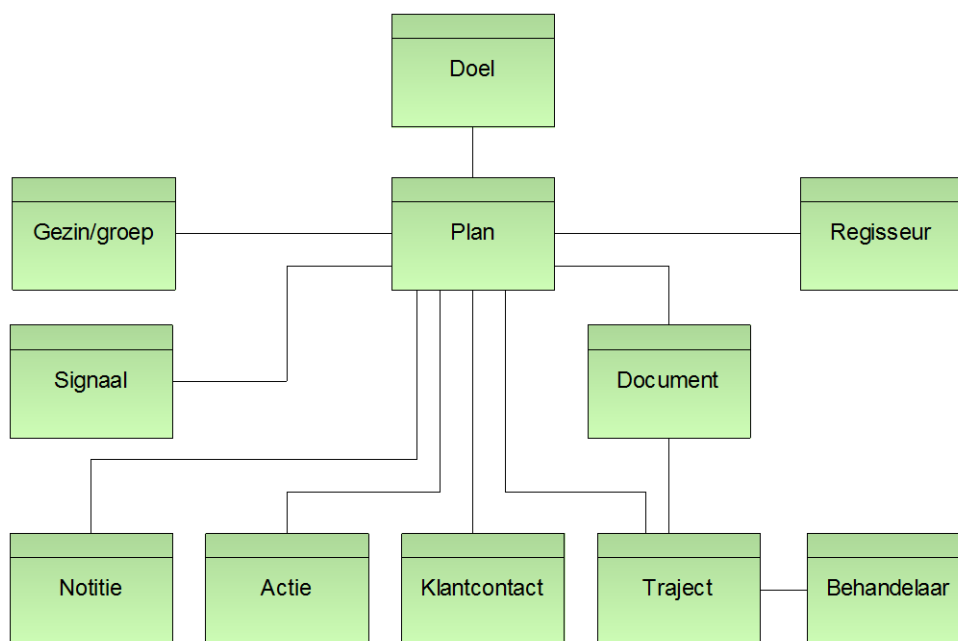 Doel
Gezin/groep
Plan
Regisseur
Signaal
Document
Notitie
Actie
Klantcontact
Traject
Behandelaar